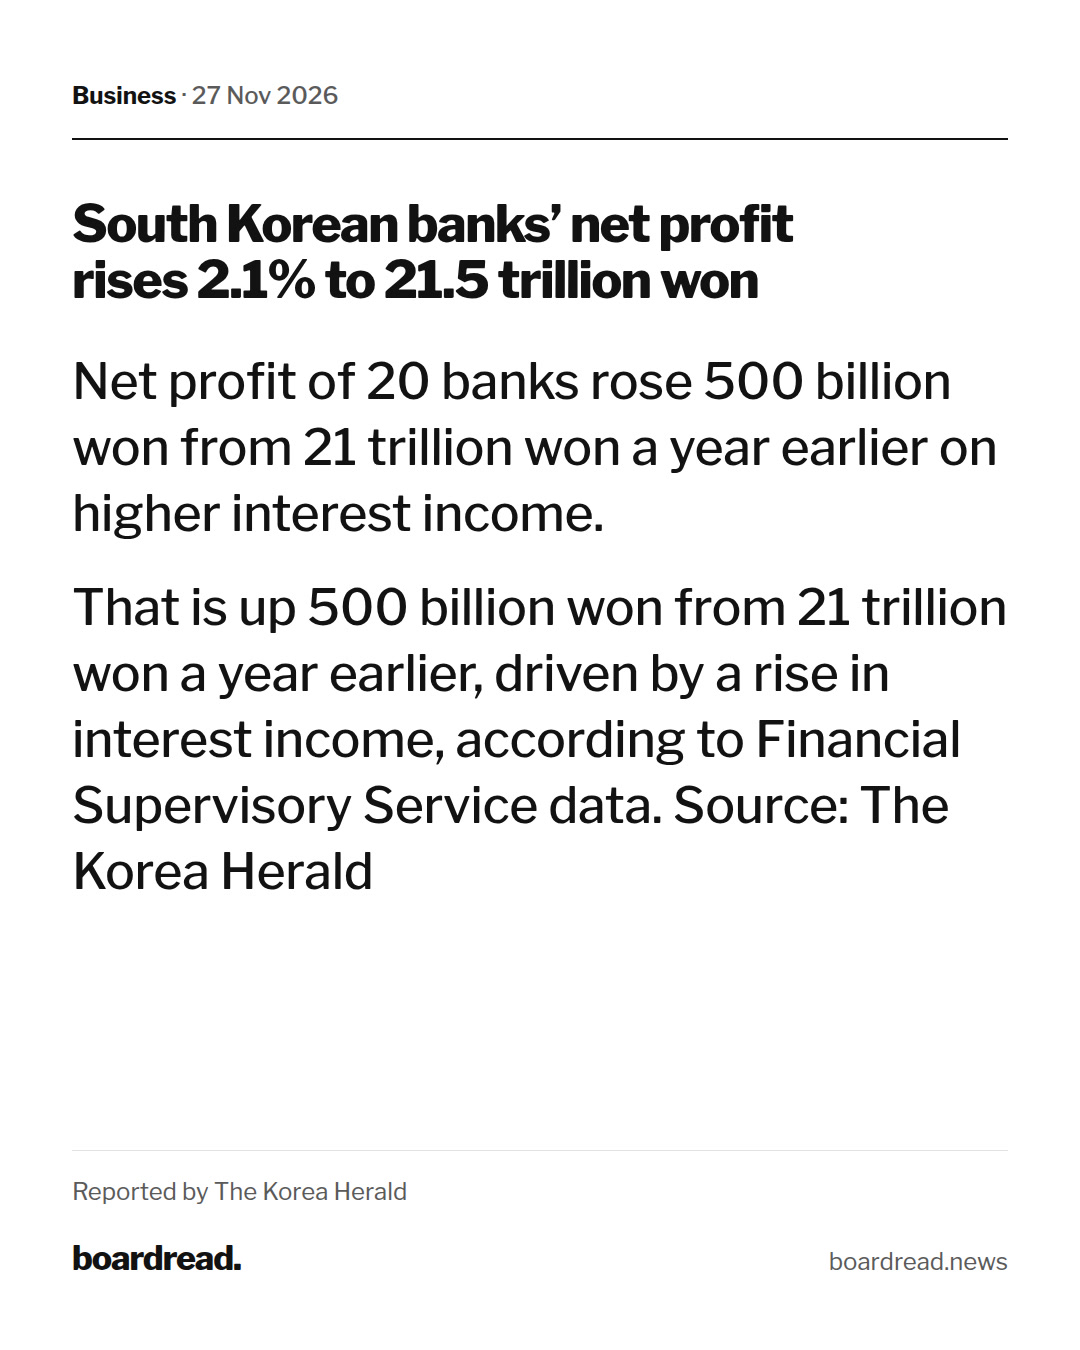 Business · 27 Nov 2026
South Korean banks’ net profit
rises 2.1% to 21.5 trillion won
Net profit of 20 banks rose 500 billion
won from 21 trillion won a year earlier on
higher interest income.
That is up 500 billion won from 21 trillion
won a year earlier, driven by a rise in
interest income, according to Financial
Supervisory Service data. Source: The
Korea Herald
Reported by The Korea Herald
boardread.
boardread.news